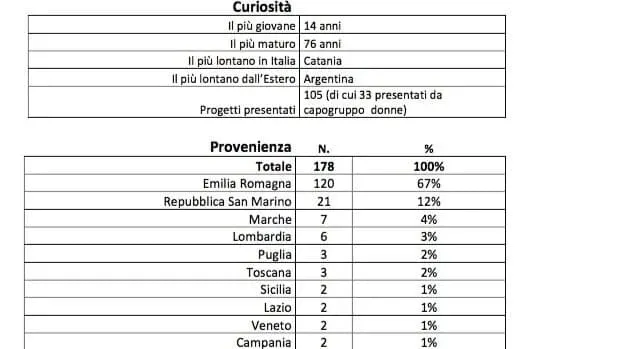 Curiosità
Il più giovane 14 anni
Il più maturo 76 anni
Il più lontano in Italia Catania
Il più lontano dall'Estero Argentina
Progetti presentati 105 (di cui 33 presentati da
capogruppo donne)
Provenienza N. %
Totale 178 100%
Emilia Romagna 120 67%
Repubblica San Marino 21 12%
Marche 7 4%
Lombardia 6 3%
Puglia 3 2%
Toscana 3 2%
Sicilia 2 1%
Lazio 2 1%
Veneto 2 1%
Campania 2 1%